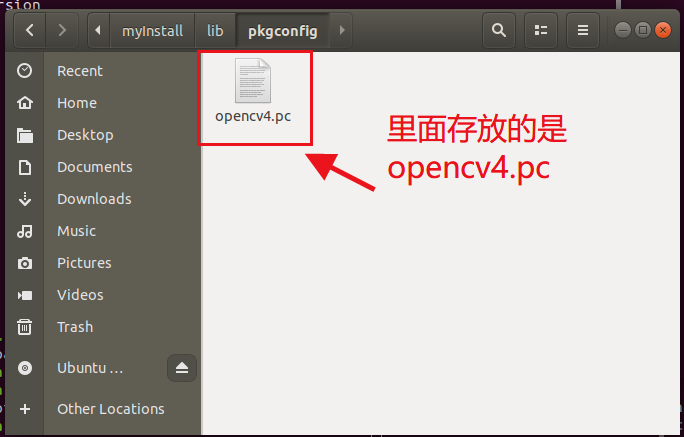 rsion
myInstall
lib
pkgconfig
Recent
Home
Desktop
Documents
Downloads
Music
Pictures
Videos
Trash
Ubuntu ...
Other Locations
opencv4.pc
里面存放的是
opencv4.pc